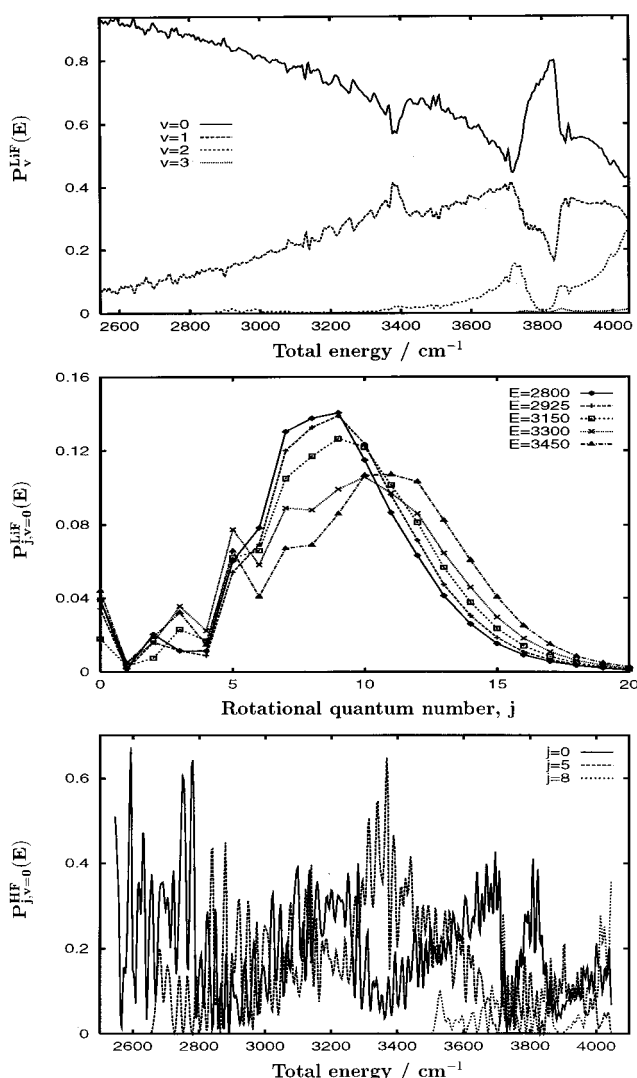 0.8
0.6
0.4
0.2
0
P_v^LiF(E)
v=0
v=1
v=2
v=3
2600 2800 3000 3200 3400 3600 3800 4000
Total energy / cm⁻¹
0.16
0.12
0.08
0.04
0
P_{j,v=0}^LiF(E)
E=2800
E=2925
E=3150
E=3300
E=3450
0 5 10 15 20
Rotational quantum number, j
0.6
0.4
0.2
0
P_{j,v=0}^HF(E)
j=0
j=5
j=8
2600 2800 3000 3200 3400 3600 3800 4000
Total energy / cm⁻¹